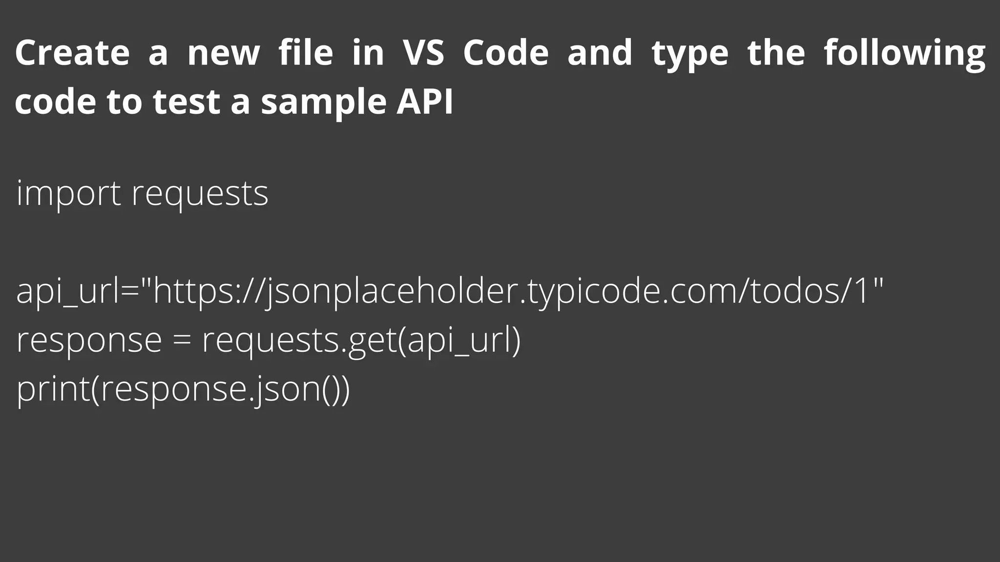 Create a new file in VS Code and type the following
code to test a sample API
import requests
api_url="https://jsonplaceholder.typicode.com/todos/1"
response = requests.get(api_url)
print(response.json())